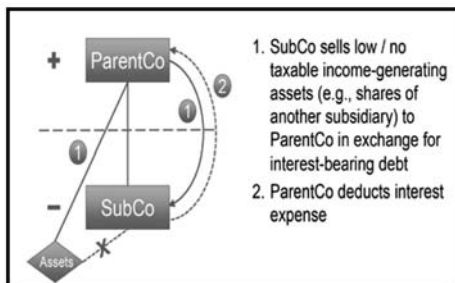 +
ParentCo
2
1
1
−
SubCo
Assets
1. SubCo sells low / no
taxable income-generating
assets (e.g., shares of
another subsidiary) to
ParentCo in exchange for
interest-bearing debt
2. ParentCo deducts interest
expense